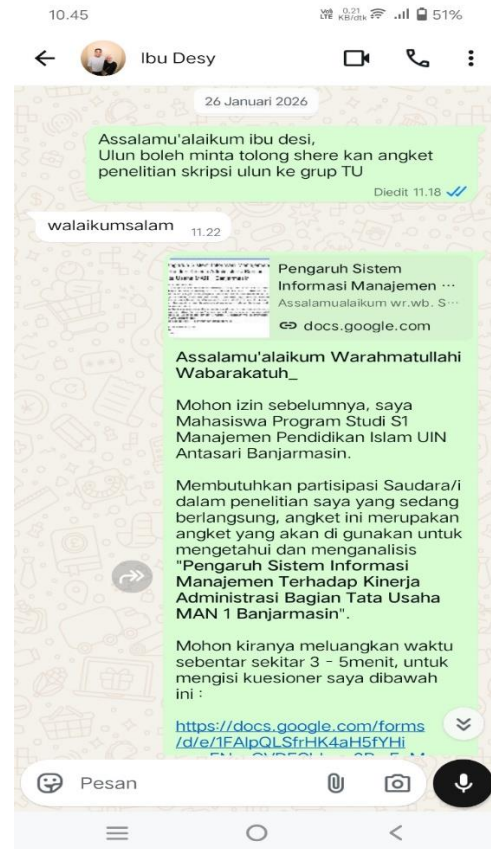 10.45
0.21
KB/dtk
51%
Ibu Desy
26 Januari 2026
Assalamu'alaikum ibu desi,
Ulun boleh minta tolong shere kan angket
penelitian skripsi ulun ke grup TU
Diedit 11.18
walaikumsalam 11.22
Pengaruh Sistem
Informasi Manajemen ...
Assalamualaikum wr.wb. S...
docs.google.com
Assalamu'alaikum Warahmatullahi
Wabarakatuh_
Mohon izin sebelumnya, saya
Mahasiswa Program Studi S1
Manajemen Pendidikan Islam UIN
Antasari Banjarmasin.
Membutuhkan partisipasi Saudara/i
dalam penelitian saya yang sedang
berlangsung, angket ini merupakan
angket yang akan di gunakan untuk
mengetahui dan menganalisis
"Pengaruh Sistem Informasi
Manajemen Terhadap Kinerja
Administrasi Bagian Tata Usaha
MAN 1 Banjarmasin".
Mohon kiranya meluangkan waktu
sebentar sekitar 3 - 5menit, untuk
mengisi kuesioner saya dibawah
ini :
https://docs.google.com/forms
/d/e/1FAIpQLSfrHK4aH5fYHi
Pesan